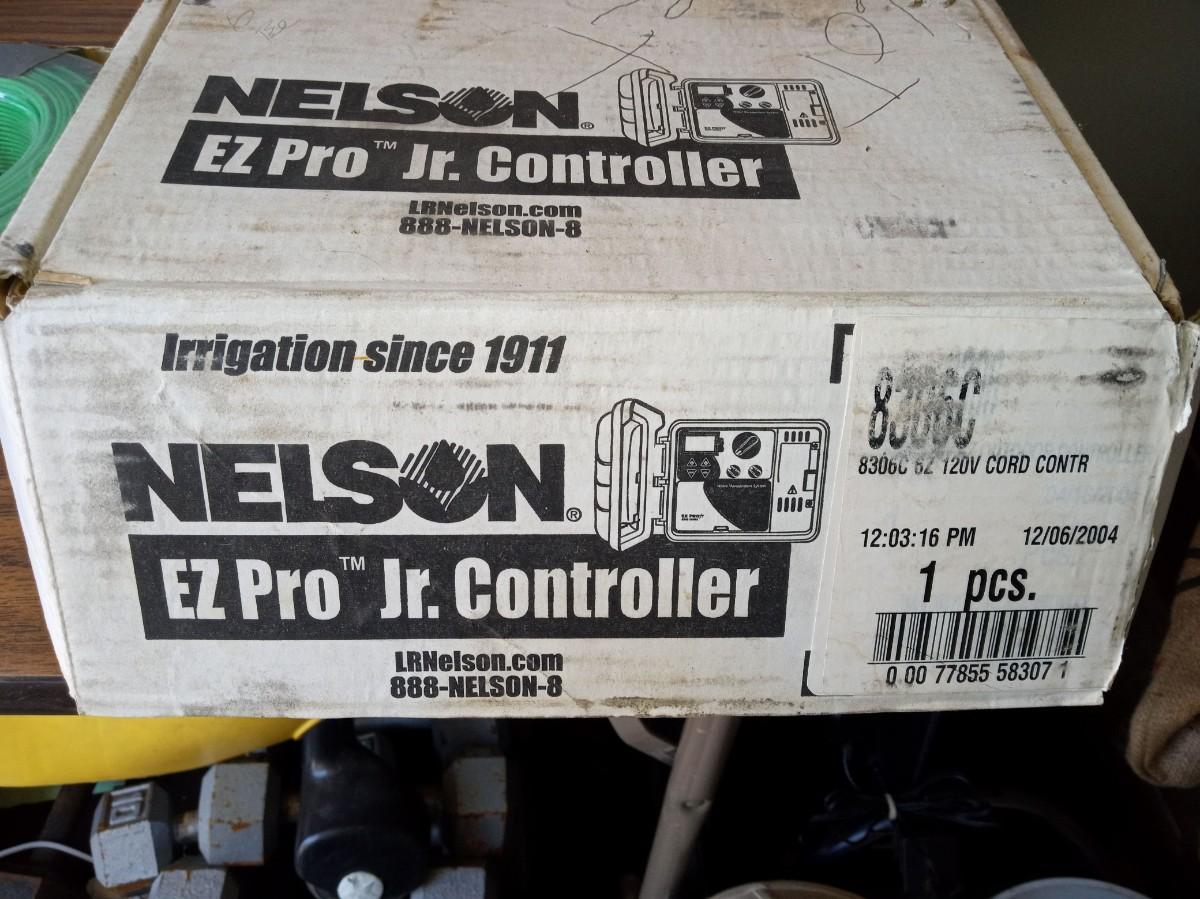 NELSON®
EZ Pro™ Jr. Controller
LRNelson.com
888-NELSON-8
Irrigation since 1911
NELSON®
EZ Pro™ Jr. Controller
LRNelson.com
888-NELSON-8
8306C
8306C 6Z 120V CORD CONTR
12:03:16 PM 12/06/2004
1 pcs.
0 00 77855 58307 1